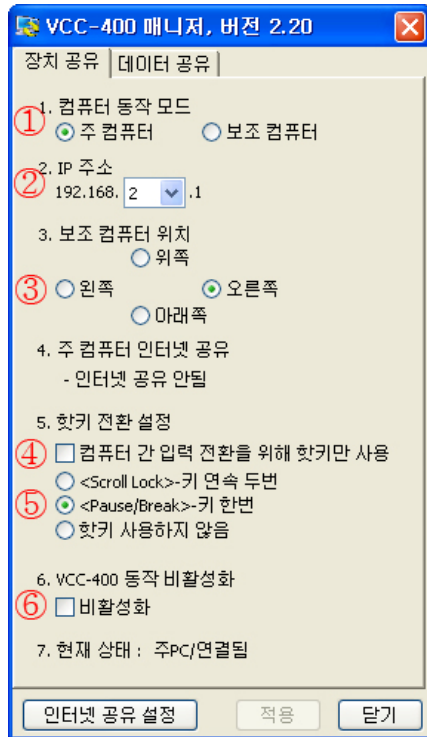 VCC-400 매니저, 버전 2.20
장치 공유 데이터 공유
1. 컴퓨터 동작 모드
① 주 컴퓨터 보조 컴퓨터
2. IP 주소
② 192.168. 2 .1
3. 보조 컴퓨터 위치
위쪽
③ 왼쪽 오른쪽
아래쪽
4. 주 컴퓨터 인터넷 공유
- 인터넷 공유 안됨
5. 핫키 전환 설정
④ 컴퓨터 간 입력 전환을 위해 핫키만 사용
<Scroll Lock>-키 연속 두번
⑤ <Pause/Break>-키 한번
핫키 사용하지 않음
6. VCC-400 동작 비활성화
⑥ 비활성화
7. 현재 상태 : 주PC/연결됨
인터넷 공유 설정 적용 닫기